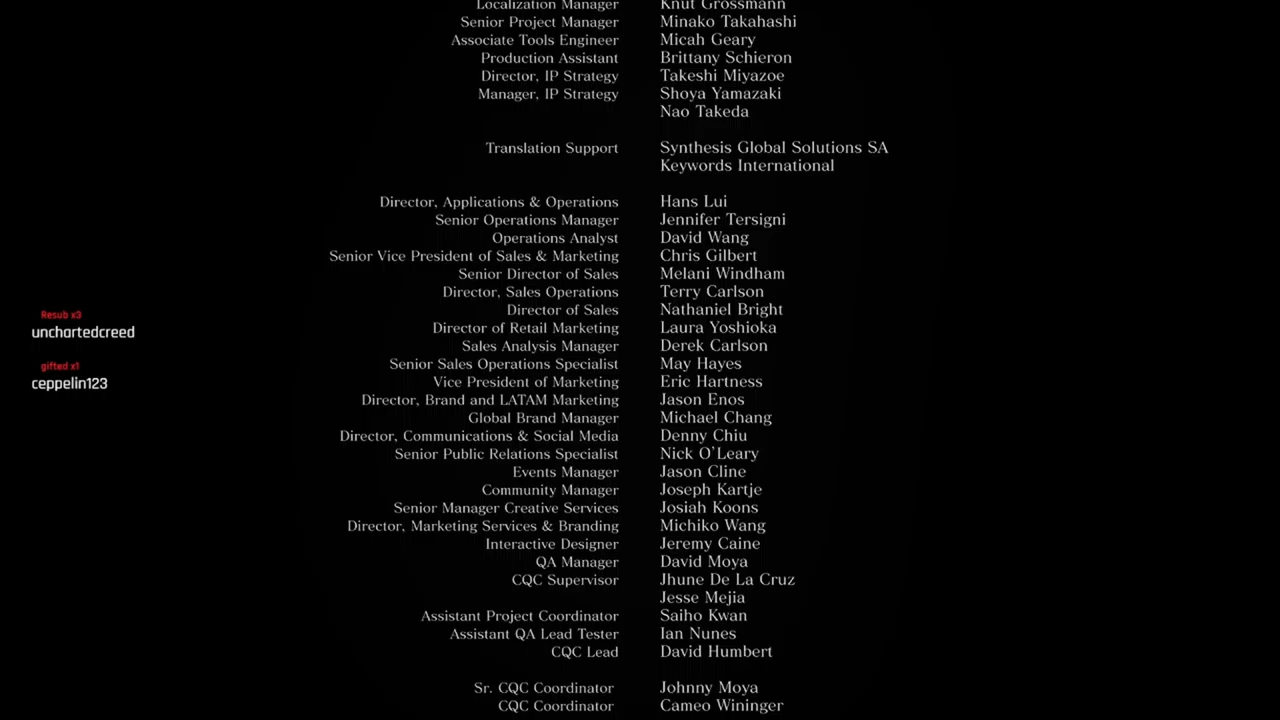 Localization Manager Knut Grossmann
Senior Project Manager Minako Takahashi
Associate Tools Engineer Micah Geary
Production Assistant Brittany Schieron
Director, IP Strategy Takeshi Miyazoe
Manager, IP Strategy Shoya Yamazaki
Nao Takeda
Translation Support Synthesis Global Solutions SA
Keywords International
Director, Applications & Operations Hans Lui
Senior Operations Manager Jennifer Tersigni
Operations Analyst David Wang
Senior Vice President of Sales & Marketing Chris Gilbert
Senior Director of Sales Melani Windham
Director, Sales Operations Terry Carlson
Director of Sales Nathaniel Bright
Resub x3
uncharted​creed
Director of Retail Marketing Laura Yoshioka
Sales Analysis Manager Derek Carlson
Senior Sales Operations Specialist May Hayes
gifted x1
ceppelin123
Vice President of Marketing Eric Hartness
Director, Brand and LATAM Marketing Jason Enos
Global Brand Manager Michael Chang
Director, Communications & Social Media Denny Chiu
Senior Public Relations Specialist Nick O'Leary
Events Manager Jason Cline
Community Manager Joseph Kartje
Senior Manager Creative Services Josiah Koons
Director, Marketing Services & Branding Michiko Wang
Interactive Designer Jeremy Caine
QA Manager David Moya
CQC Supervisor Jhune De La Cruz
Jesse Mejia
Assistant Project Coordinator Saiho Kwan
Assistant QA Lead Tester Ian Nunes
CQC Lead David Humbert
Sr. CQC Coordinator Johnny Moya
CQC Coordinator Cameo Wininger